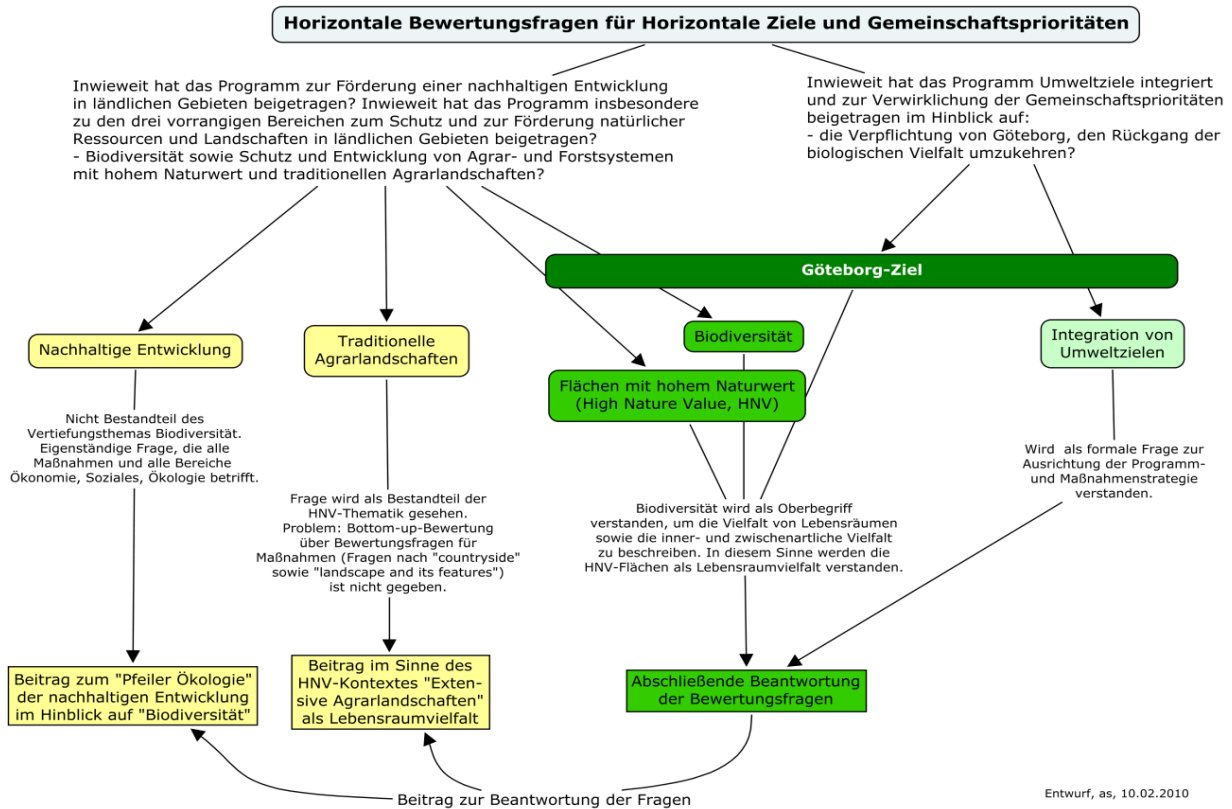 Horizontale Bewertungsfragen für Horizontale Ziele und Gemeinschaftsprioritäten
Inwieweit hat das Programm zur Förderung einer nachhaltigen Entwicklung
in ländlichen Gebieten beigetragen? Inwieweit hat das Programm insbesondere
zu den drei vorrangigen Bereichen zum Schutz und zur Förderung natürlicher
Ressourcen und Landschaften in ländlichen Gebieten beigetragen?
- Biodiversität sowie Schutz und Entwicklung von Agrar- und Forstsystemen
mit hohem Naturwert und traditionellen Agrarlandschaften?
Inwieweit hat das Programm Umweltziele integriert
und zur Verwirklichung der Gemeinschaftsprioritäten
beigetragen im Hinblick auf:
- die Verpflichtung von Göteborg, den Rückgang der
biologischen Vielfalt umzukehren?
Göteborg-Ziel
Nachhaltige Entwicklung
Traditionelle
Agrarlandschaften
Biodiversität
Flächen mit hohem Naturwert
(High Nature Value, HNV)
Integration von
Umweltzielen
Nicht Bestandteil des
Vertiefungsthemas Biodiversität.
Eigenständige Frage, die alle
Maßnahmen und alle Bereiche
Ökonomie, Soziales, Ökologie betrifft.
Frage wird als Bestandteil der
HNV-Thematik gesehen.
Problem: Bottom-up-Bewertung
über Bewertungsfragen für
Maßnahmen (Fragen nach "countryside"
sowie "landscape and its features")
ist nicht gegeben.
Biodiversität wird als Oberbegriff
verstanden, um die Vielfalt von Lebensräumen
sowie die inner- und zwischenartliche Vielfalt
zu beschreiben. In diesem Sinne werden die
HNV-Flächen als Lebensraumvielfalt verstanden.
Wird als formale Frage zur
Ausrichtung der Programm-
und Maßnahmenstrategie
verstanden.
Beitrag zum "Pfeiler Ökologie"
der nachhaltigen Entwicklung
im Hinblick auf "Biodiversität"
Beitrag im Sinne des
HNV-Kontextes "Exten-
sive Agrarlandschaften"
als Lebensraumvielfalt
Abschließende Beantwortung
der Bewertungsfragen
Beitrag zur Beantwortung der Fragen
Entwurf, as, 10.02.2010